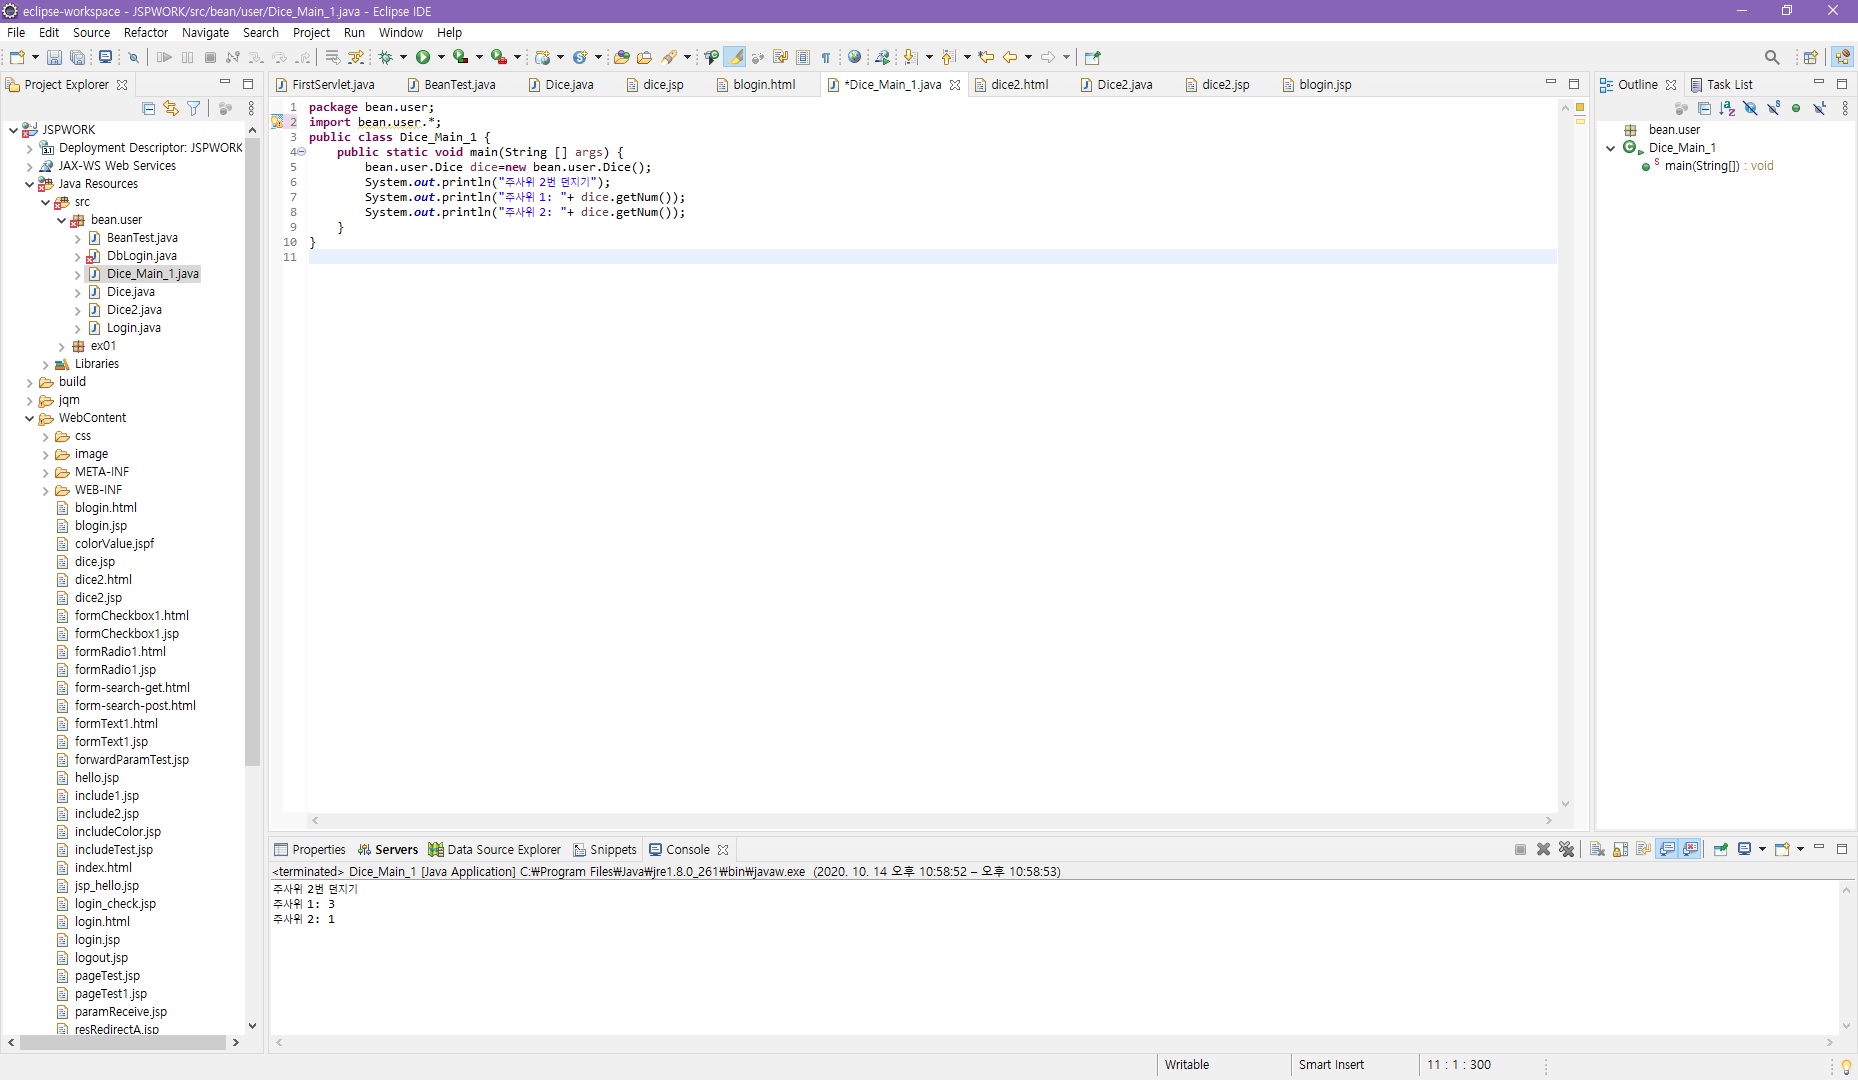 eclipse-workspace - JSPWORK/src/bean/user/Dice_Main_1.java - Eclipse IDE
File Edit Source Refactor Navigate Search Project Run Window Help
Project Explorer
FirstServlet.java BeanTest.java Dice.java dice.jsp blogin.html *Dice_Main_1.java dice2.html Dice2.java dice2.jsp blogin.jsp
Outline Task List
JSPWORK
Deployment Descriptor: JSPWORK
JAX-WS Web Services
Java Resources
src
bean.user
BeanTest.java
DbLogin.java
Dice_Main_1.java
Dice.java
Dice2.java
Login.java
ex01
Libraries
build
jqm
WebContent
css
image
META-INF
WEB-INF
blogin.html
blogin.jsp
colorValue.jspf
dice.jsp
dice2.html
dice2.jsp
formCheckbox1.html
formCheckbox1.jsp
formRadio1.html
formRadio1.jsp
form-search-get.html
form-search-post.html
formText1.html
formText1.jsp
forwardParamTest.jsp
hello.jsp
include1.jsp
include2.jsp
includeColor.jsp
includeTest.jsp
index.html
jsp_hello.jsp
login_check.jsp
login.html
login.jsp
logout.jsp
pageTest.jsp
pageTest1.jsp
paramReceive.jsp
resRedirectA.jsp
1 package bean.user;
2 import bean.user.*;
3 public class Dice_Main_1 {
4 public static void main(String [] args) {
5 bean.user.Dice dice=new bean.user.Dice();
6 System.out.println("주사위 2번 던지기");
7 System.out.println("주사위 1: "+ dice.getNum());
8 System.out.println("주사위 2: "+ dice.getNum());
9 }
10 }
11
bean.user
Dice_Main_1
main(String[]) : void
Properties Servers Data Source Explorer Snippets Console
<terminated> Dice_Main_1 [Java Application] C:₩Program Files₩Java₩jre1.8.0_261₩bin₩javaw.exe (2020. 10. 14 오후 10:58:52 – 오후 10:58:53)
주사위 2번 던지기
주사위 1: 3
주사위 2: 1
Writable Smart Insert 11 : 1 : 300